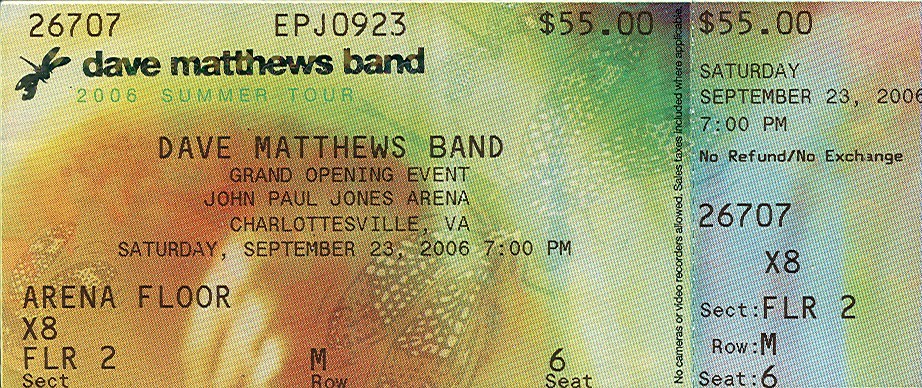 26707 EPJ0923 $55.00
dave matthews band
2006 SUMMER TOUR
DAVE MATTHEWS BAND
GRAND OPENING EVENT
JOHN PAUL JONES ARENA
CHARLOTTESVILLE, VA
SATURDAY, SEPTEMBER 23, 2006 7:00 PM
ARENA FLOOR
X8
FLR 2 M 6
Sect Row Seat
No cameras or video recorders allowed. Sales taxes included where applicable.
$55.00
SATURDAY
SEPTEMBER 23, 2006
7:00 PM
No Refund/No Exchange
26707
X8
Sect:FLR 2
Row:M
Seat:6